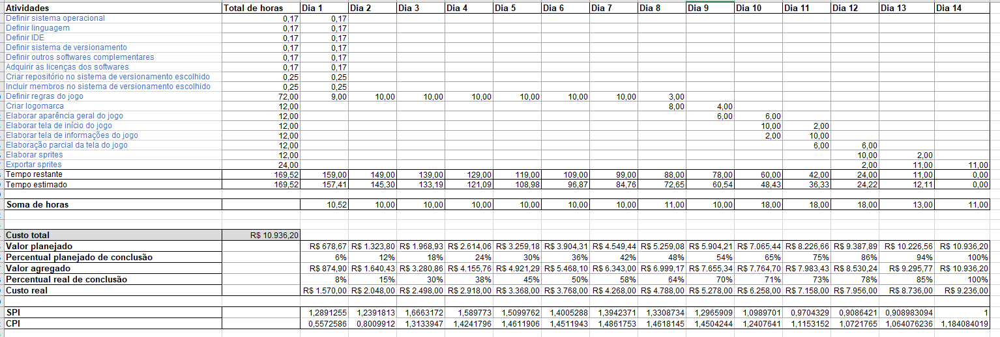 Atividades Total de horas Dia 1 Dia 2 Dia 3 Dia 4 Dia 5 Dia 6 Dia 7 Dia 8 Dia 9 Dia 10 Dia 11 Dia 12 Dia 13 Dia 14
Definir sistema operacional 0,17 0,17
Definir linguagem 0,17 0,17
Definir IDE 0,17 0,17
Definir sistema de versionamento 0,17 0,17
Definir outros softwares complementares 0,17 0,17
Adquirir as licenças dos softwares 0,17 0,17
Criar repositório no sistema de versionamento escolhido 0,25 0,25
Incluir membros no sistema de versionamento escolhido 0,25 0,25
Definir regras do jogo 72,00 9,00 10,00 10,00 10,00 10,00 10,00 10,00 3,00
Criar logomarca 12,00 8,00 4,00
Elaborar aparência geral do jogo 12,00 6,00 6,00
Elaborar tela de início do jogo 12,00 10,00 2,00
Elaborar tela de informações do jogo 12,00 2,00 10,00
Elaboração parcial da tela do jogo 12,00 6,00 6,00
Elaborar sprites 12,00 10,00 2,00
Exportar sprites 24,00 2,00 11,00 11,00
Tempo restante 169,52 159,00 149,00 139,00 129,00 119,00 109,00 99,00 88,00 78,00 60,00 42,00 24,00 11,00 0,00
Tempo estimado 169,52 157,41 145,30 133,19 121,09 108,98 96,87 84,76 72,65 60,54 48,43 36,33 24,22 12,11 0,00
Soma de horas 10,52 10,00 10,00 10,00 10,00 10,00 10,00 11,00 10,00 18,00 18,00 18,00 13,00 11,00
Custo total R$ 10.936,20
Valor planejado R$ 678,67 R$ 1.323,80 R$ 1.968,93 R$ 2.614,06 R$ 3.259,18 R$ 3.904,31 R$ 4.549,44 R$ 5.259,08 R$ 5.904,21 R$ 7.065,44 R$ 8.226,66 R$ 9.387,89 R$ 10.226,56 R$ 10.936,20
Percentual planejado de conclusão 6% 12% 18% 24% 30% 36% 42% 48% 54% 65% 75% 86% 94% 100%
Valor agregado R$ 874,90 R$ 1.640,43 R$ 3.280,86 R$ 4.155,76 R$ 4.921,29 R$ 5.468,10 R$ 6.343,00 R$ 6.999,17 R$ 7.655,34 R$ 7.764,70 R$ 7.983,43 R$ 8.530,24 R$ 9.295,77 R$ 10.936,20
Percentual real de conclusão 8% 15% 30% 38% 45% 50% 58% 64% 70% 71% 73% 78% 85% 100%
Custo real R$ 1.570,00 R$ 2.048,00 R$ 2.498,00 R$ 2.918,00 R$ 3.368,00 R$ 3.768,00 R$ 4.268,00 R$ 4.788,00 R$ 5.278,00 R$ 6.258,00 R$ 7.158,00 R$ 7.956,00 R$ 8.736,00 R$ 9.236,00
SPI 1,2891255 1,2391813 1,6663172 1,589773 1,5099762 1,4005288 1,3942371 1,3308734 1,2965909 1,0989701 0,9704329 0,9086421 0,908983094 1
CPI 0,5572586 0,8009912 1,3133947 1,4241796 1,4611906 1,4511943 1,4861753 1,4618145 1,4504244 1,2407641 1,1153152 1,0721765 1,064076236 1,184084019